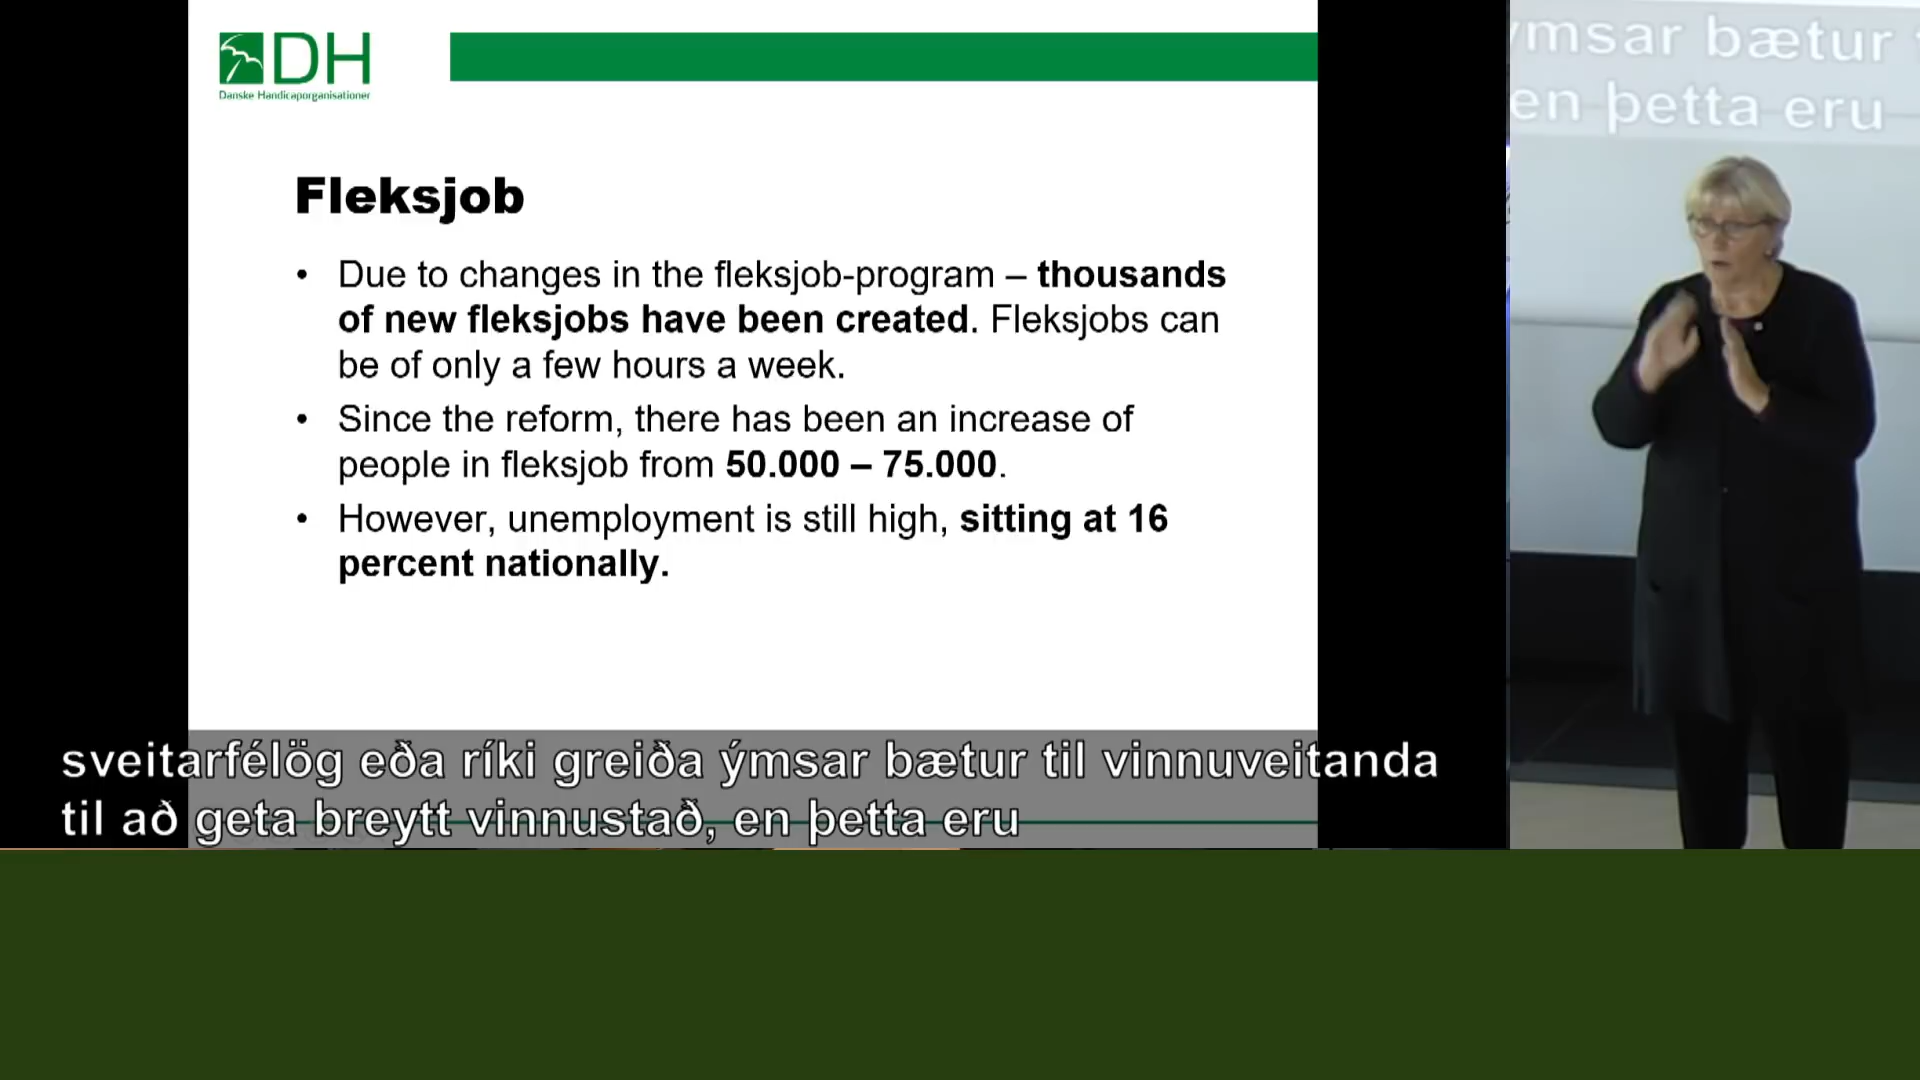 DH
Danske Handicaporganisationer
Fleksjob
• Due to changes in the fleksjob-program – thousands
of new fleksjobs have been created. Fleksjobs can
be of only a few hours a week.
• Since the reform, there has been an increase of
people in fleksjob from 50.000 – 75.000.
• However, unemployment is still high, sitting at 16
percent nationally.
sveitarfélög eða ríki greiða ýmsar bætur til vinnuveitanda
til að geta breytt vinnustað, en þetta eru
ýmsar bætur
en þetta eru